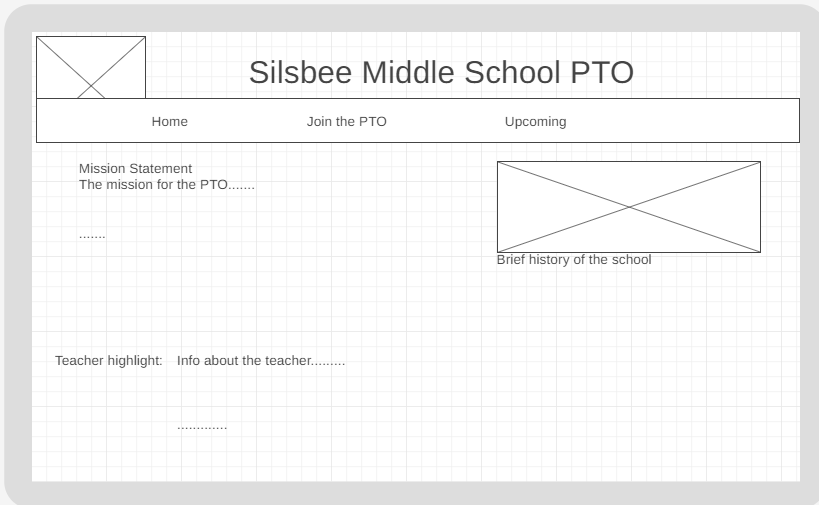 Silsbee Middle School PTO
Home Join the PTO Upcoming
Mission Statement
The mission for the PTO.......
.......
Brief history of the school
Teacher highlight: Info about the teacher.........
.............